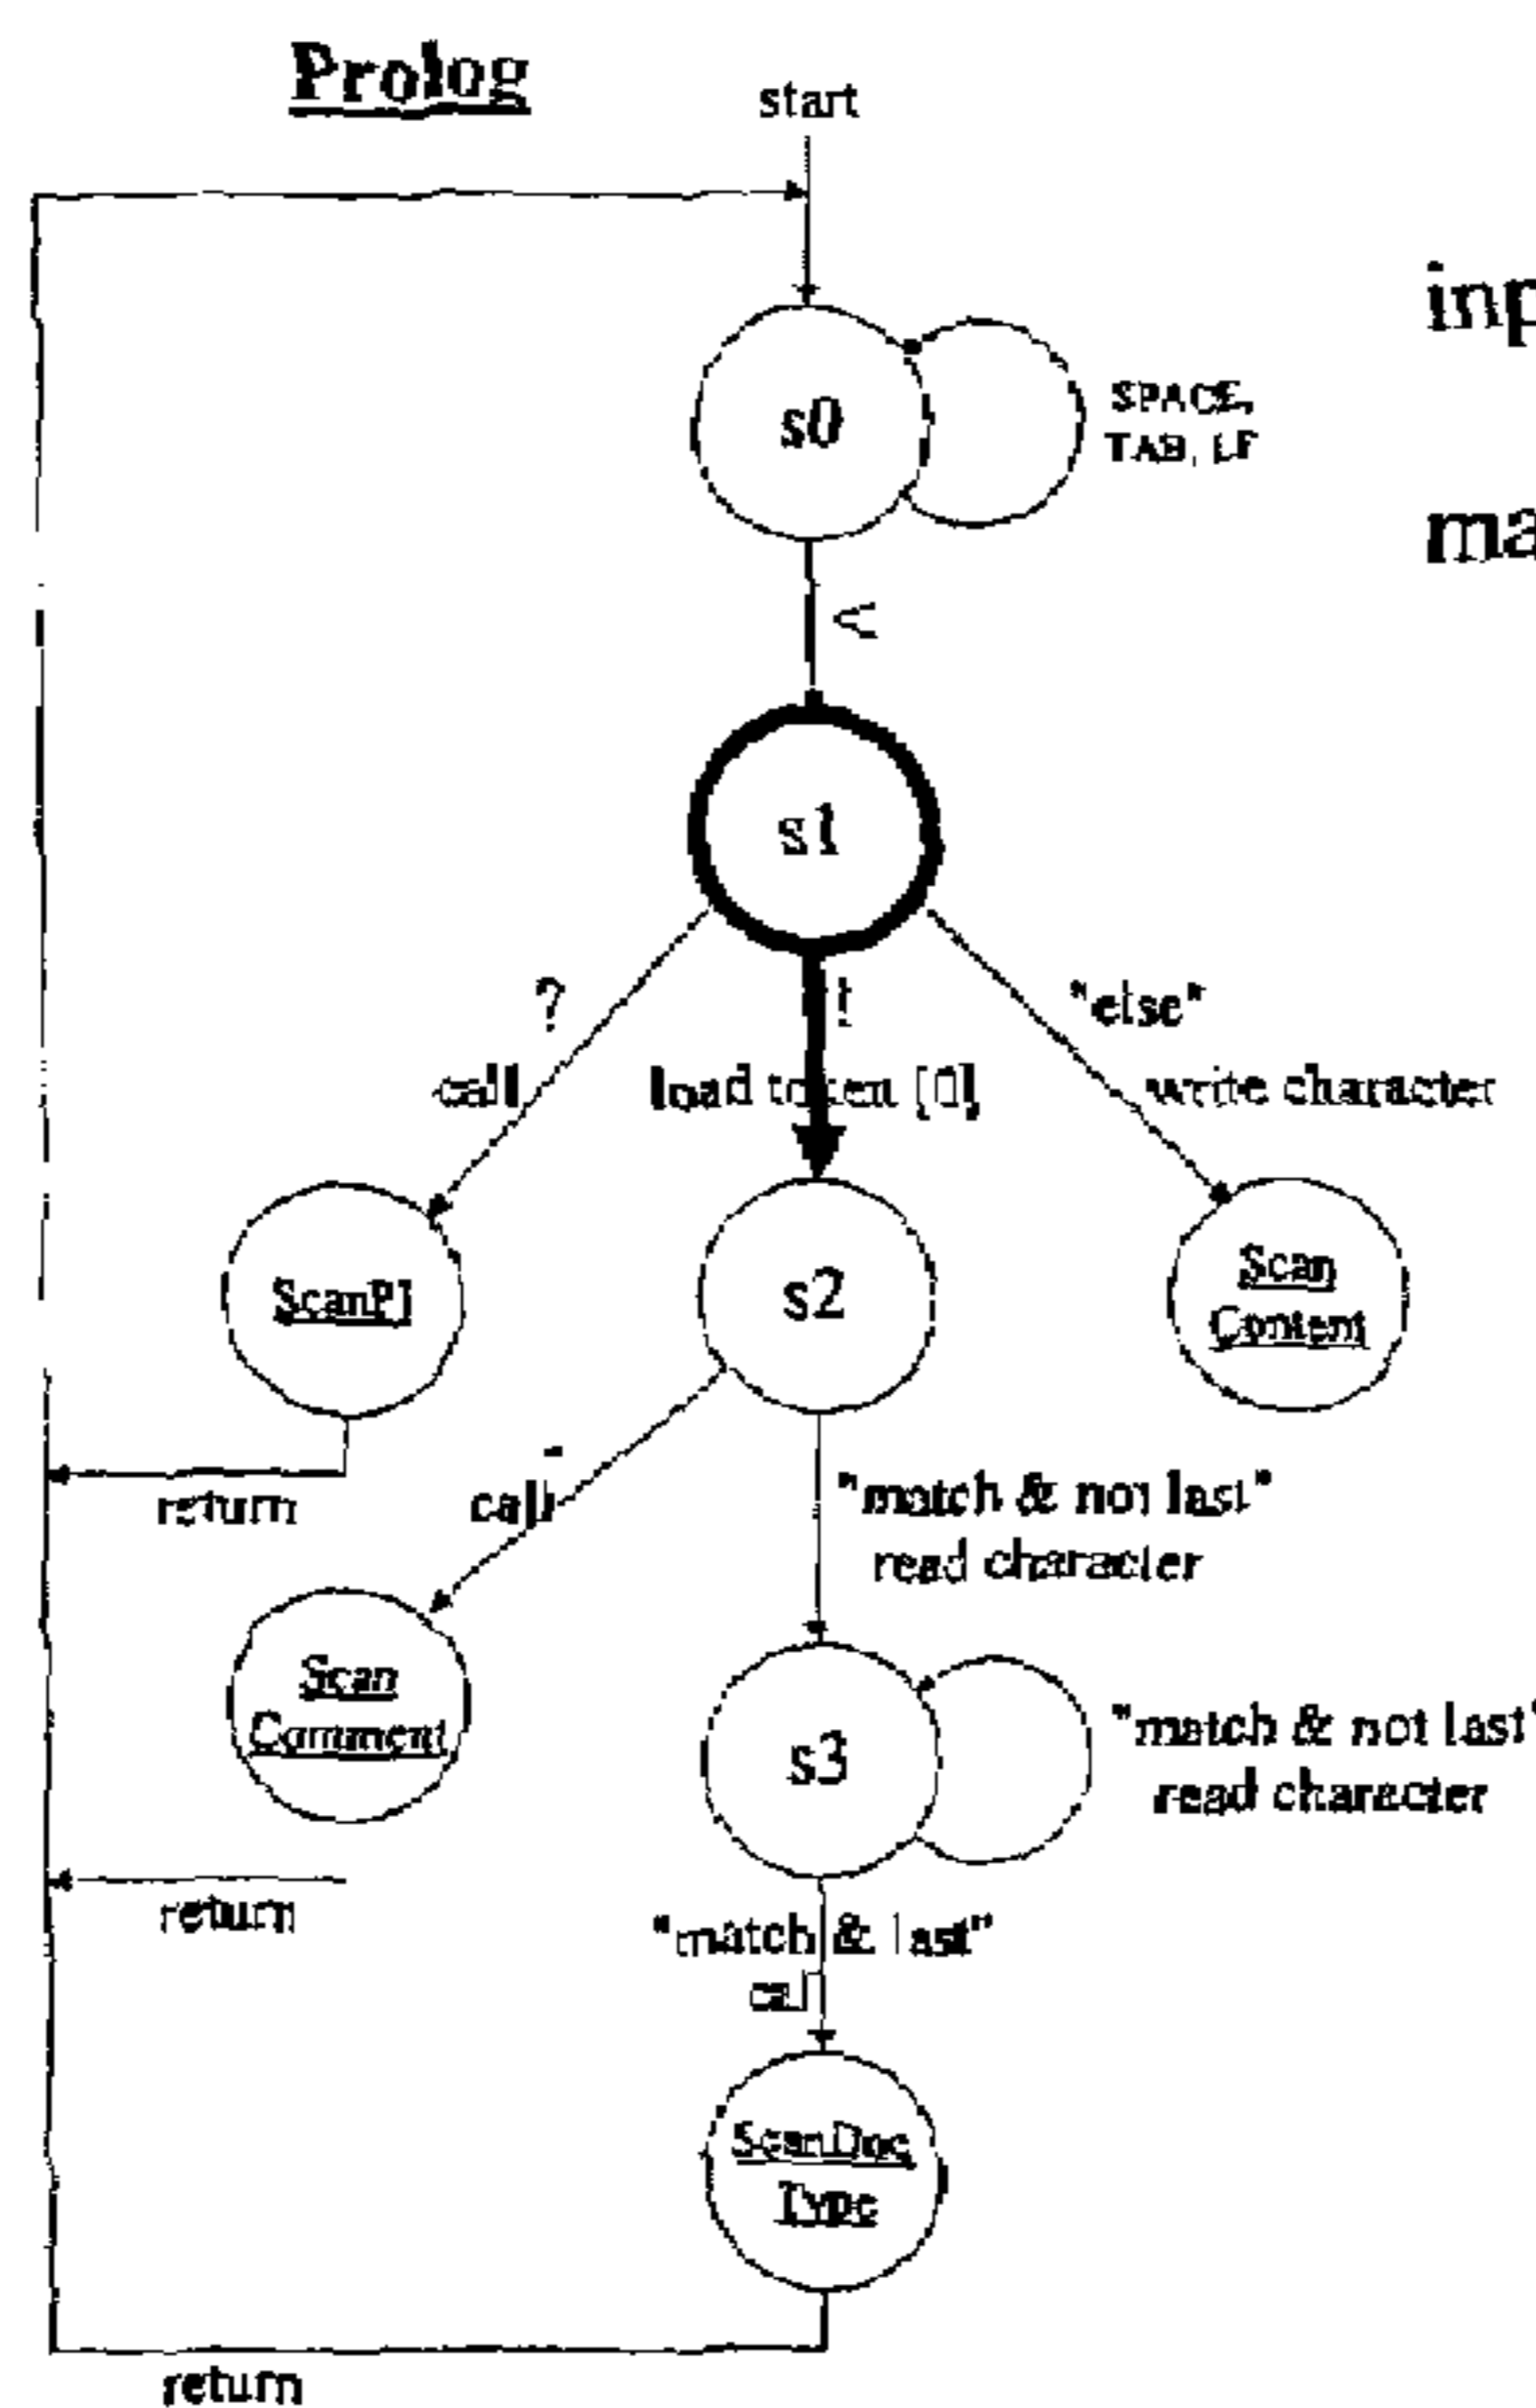 Prolog
start
inp
SPACE,
TAB, LF
ma
<
s1
s0
?
!
"else"
call
load token [0]
write character
ScanPI
s2
Scan
Content
-
call
"match & not last"
read character
return
Scan
Comment
s3
"match & not last"
read character
return
"match & last"
call
ScanDoc
Type
return